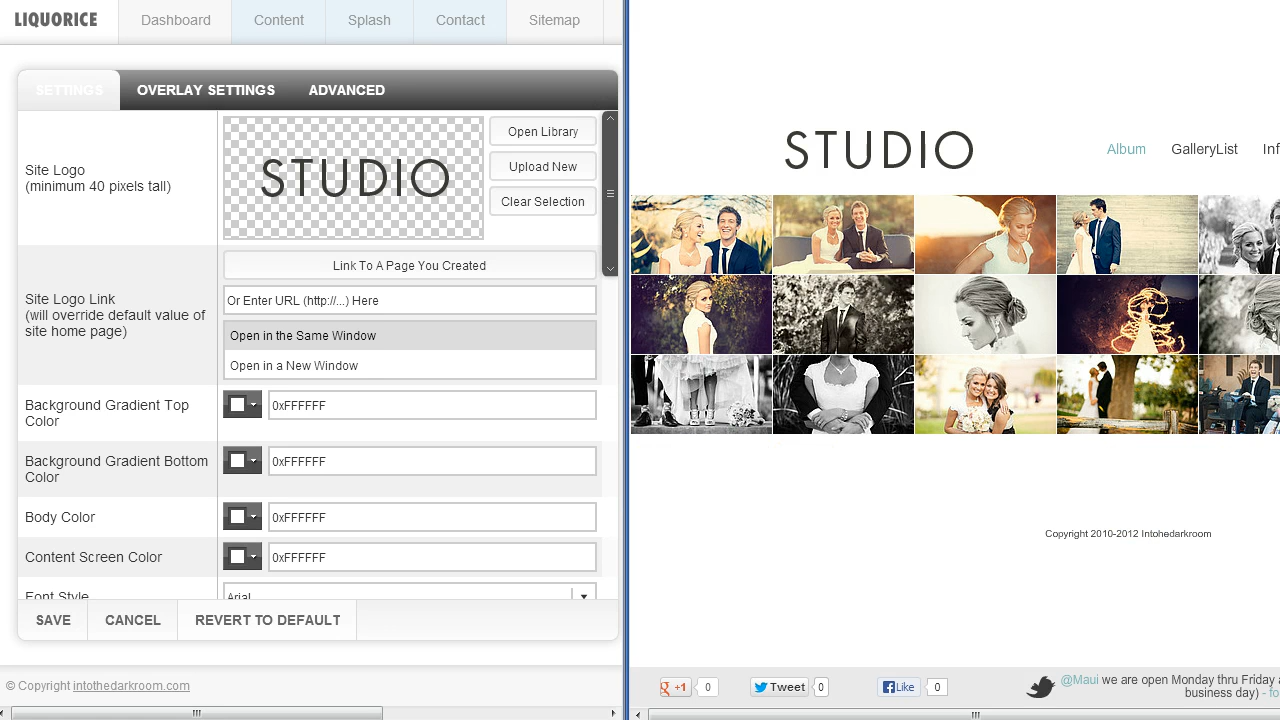 LIQUORICE Dashboard Content Splash Contact Sitemap
SETTINGS OVERLAY SETTINGS ADVANCED
Site Logo
(minimum 40 pixels tall)
STUDIO
Open Library
Upload New
Clear Selection
Site Logo Link
(will override default value of
site home page)
Link To A Page You Created
Or Enter URL (http://...) Here
Open in the Same Window
Open in a New Window
Background Gradient Top
Color
0xFFFFFF
Background Gradient Bottom
Color
0xFFFFFF
Body Color
0xFFFFFF
Content Screen Color
0xFFFFFF
Font Style
Arial
SAVE CANCEL REVERT TO DEFAULT
© Copyright intothedarkroom.com
STUDIO
Album GalleryList Inf
Copyright 2010-2012 Intohedarkroom
+1 0 Tweet 0 Like 0
@Maui we are open Monday thru Friday a
business day) - fo